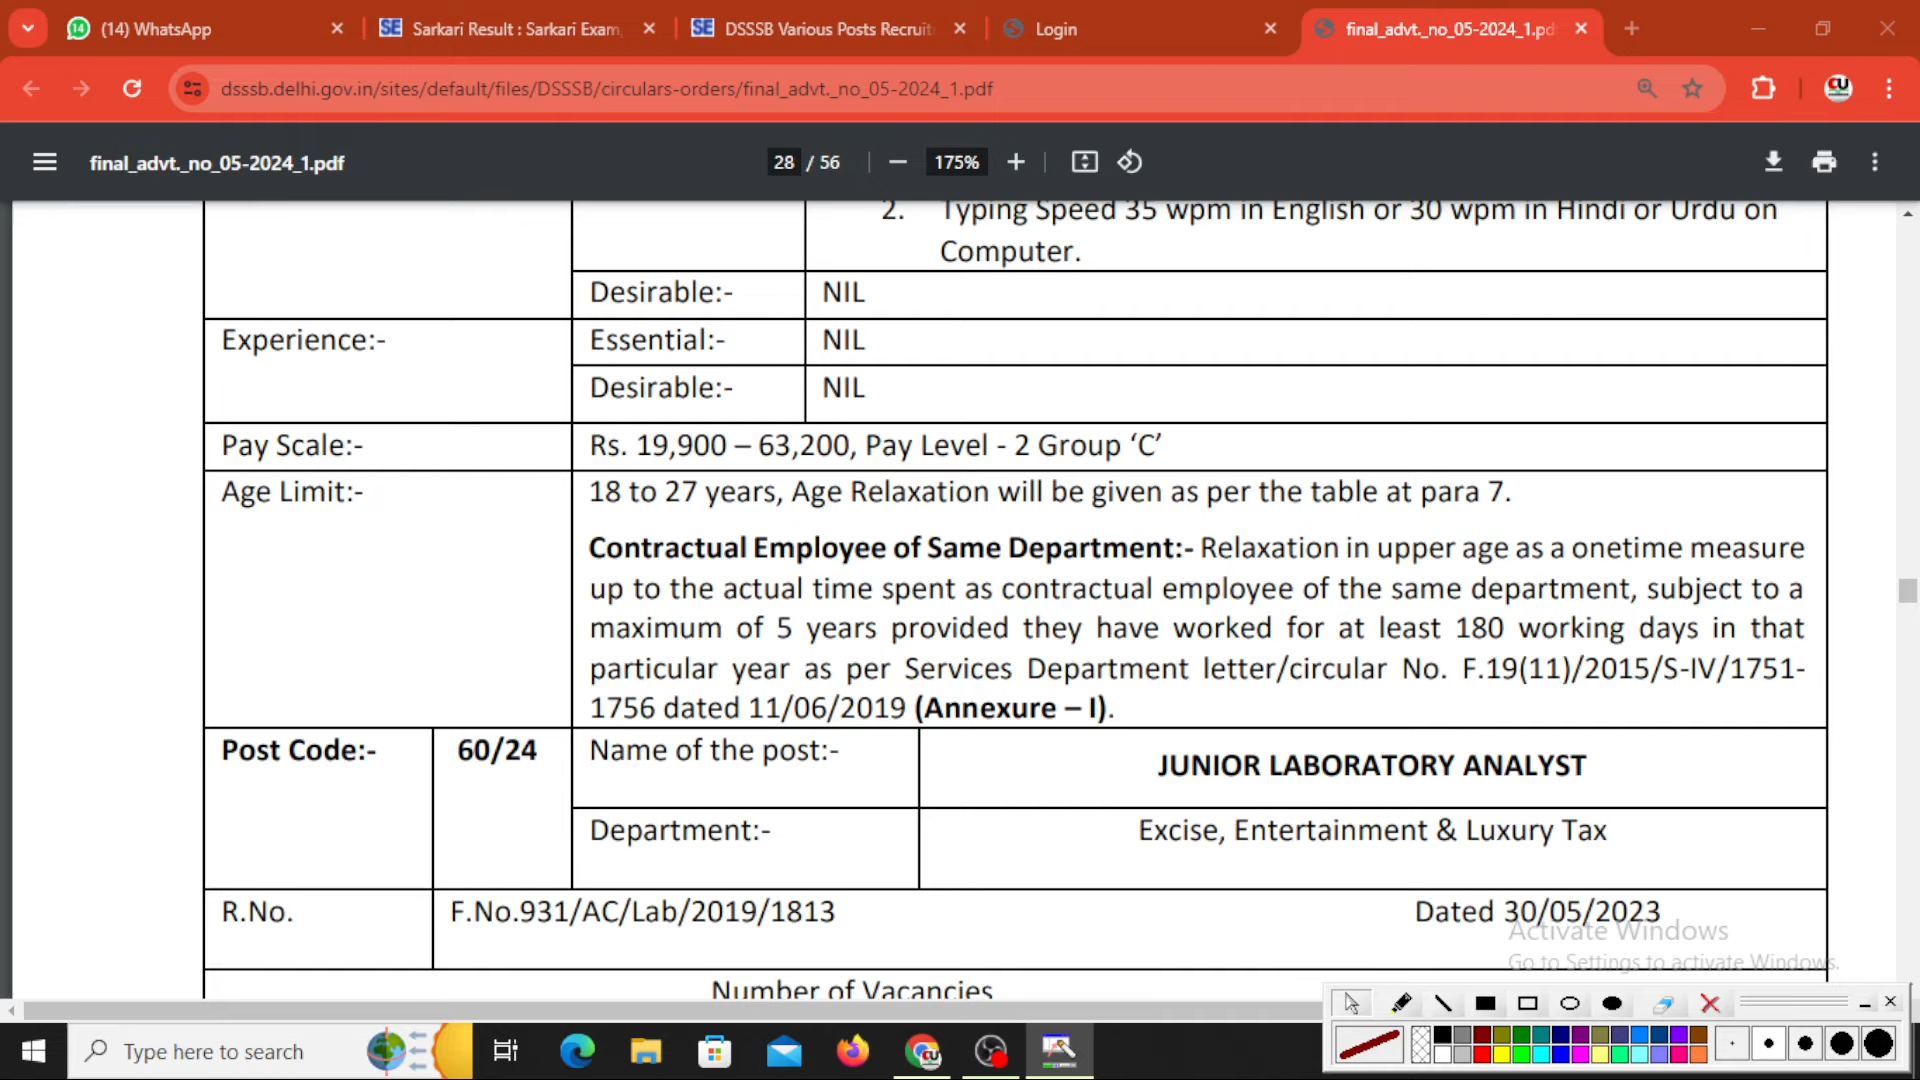 (14) WhatsApp
Sarkari Result : Sarkari Exam,
DSSSB Various Posts Recruit
Login
final_advt._no_05-2024_1.pd
dsssb.delhi.gov.in/sites/default/files/DSSSB/circulars-orders/final_advt._no_05-2024_1.pdf
final_advt._no_05-2024_1.pdf
28 / 56
175%
2. Typing Speed 35 wpm in English or 30 wpm in Hindi or Urdu on
Computer.
Desirable:- NIL
Experience:- Essential:- NIL
Desirable:- NIL
Pay Scale:- Rs. 19,900 – 63,200, Pay Level - 2 Group ‘C’
Age Limit:- 18 to 27 years, Age Relaxation will be given as per the table at para 7.
Contractual Employee of Same Department:- Relaxation in upper age as a onetime measure
up to the actual time spent as contractual employee of the same department, subject to a
maximum of 5 years provided they have worked for at least 180 working days in that
particular year as per Services Department letter/circular No. F.19(11)/2015/S-IV/1751-
1756 dated 11/06/2019 (Annexure – I).
Post Code:- 60/24 Name of the post:- JUNIOR LABORATORY ANALYST
Department:- Excise, Entertainment & Luxury Tax
R.No. F.No.931/AC/Lab/2019/1813 Dated 30/05/2023
Activate Windows
Go to Settings to activate Windows.
Number of Vacancies
Type here to search